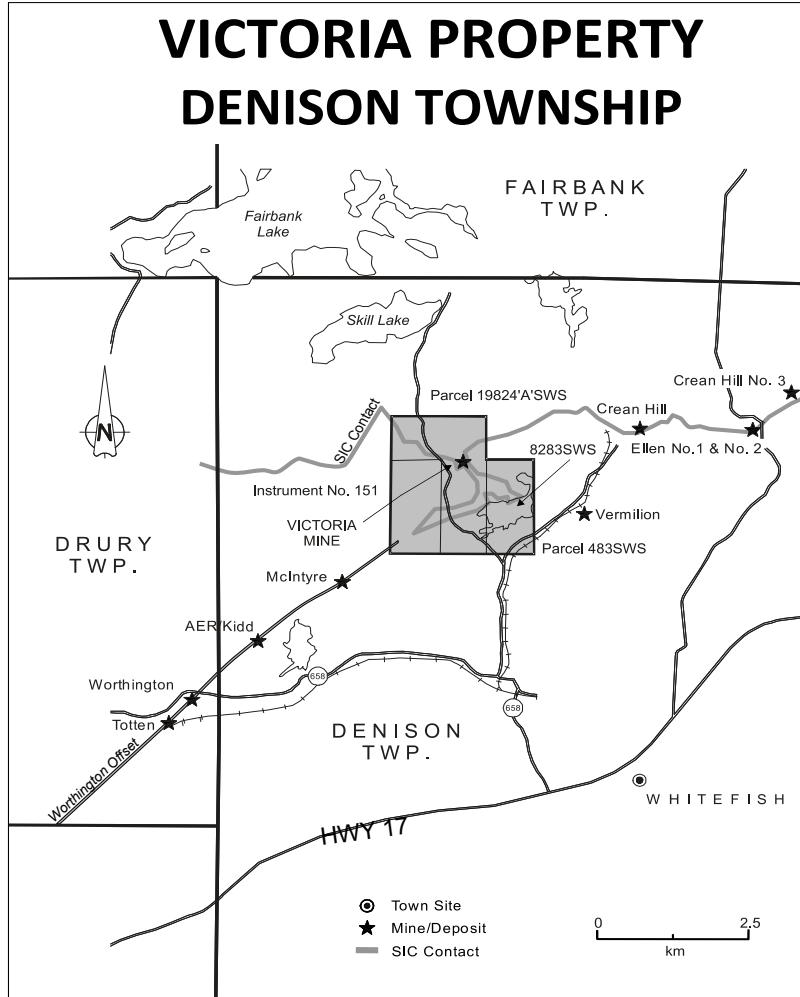 VICTORIA PROPERTY
DENISON TOWNSHIP
FAIRBANK
TWP.
Fairbank
Lake
Skill Lake
Crean Hill No. 3
Parcel 19824'A'SWS
Crean Hill
SIC Contact
N
8283SWS
Ellen No.1 & No. 2
Instrument No. 151
VICTORIA
MINE
Vermilion
DRURY
TWP.
Parcel 483SWS
McIntyre
AER/Kidd
658
Worthington
658
Totten
DENISON
TWP.
Worthington Offset
WHITEFISH
HWY 17
Town Site
Mine/Deposit
SIC Contact
0 2.5
km